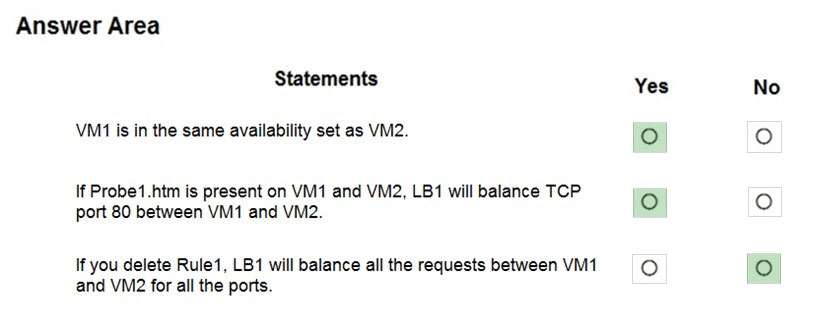 Answer Area
Statements Yes No
VM1 is in the same availability set as VM2.
If Probe1.htm is present on VM1 and VM2, LB1 will balance TCP
port 80 between VM1 and VM2.
If you delete Rule1, LB1 will balance all the requests between VM1
and VM2 for all the ports.